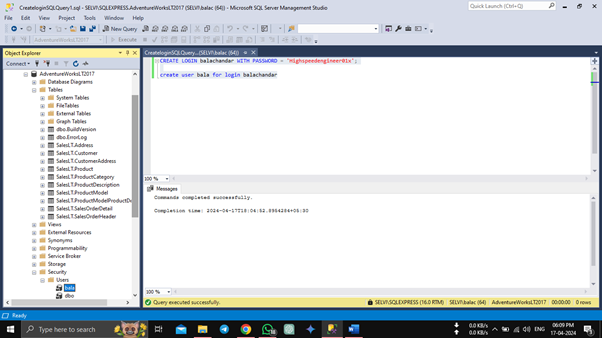 CreateloginSQLQuery1.sql - SELVI\SQLEXPRESS.AdventureWorksLT2017 (SELVI\balac (64)) - Microsoft SQL Server Management Studio
Quick Launch (Ctrl+Q)
File Edit View Project Tools Window Help
New Query
AdventureWorksLT2017
Execute
Object Explorer
Connect
AdventureWorksLT2017
Database Diagrams
Tables
System Tables
FileTables
External Tables
Graph Tables
dbo.BuildVersion
dbo.ErrorLog
SalesLT.Address
SalesLT.Customer
SalesLT.CustomerAddress
SalesLT.Product
SalesLT.ProductCategory
SalesLT.ProductDescription
SalesLT.ProductModel
SalesLT.ProductModelProductDe
SalesLT.SalesOrderDetail
SalesLT.SalesOrderHeader
Views
External Resources
Synonyms
Programmability
Service Broker
Storage
Security
Users
bala
dbo
CreateloginSQLQuery...(SELVI\balac (64))
CREATE LOGIN balachandar WITH PASSWORD = 'Highspeedengineer01x';
create user bala for login balachandar
100 %
Messages
Commands completed successfully.
Completion time: 2024-04-17T18:04:52.8954284+05:30
100 %
Query executed successfully.
SELVI\SQLEXPRESS (16.0 RTM)
SELVI\balac (64)
AdventureWorksLT2017
00:00:00
0 rows
Ready
Type here to search
0.0 KB/s
0.0 KB/s
ENG
06:09 PM
17-04-2024